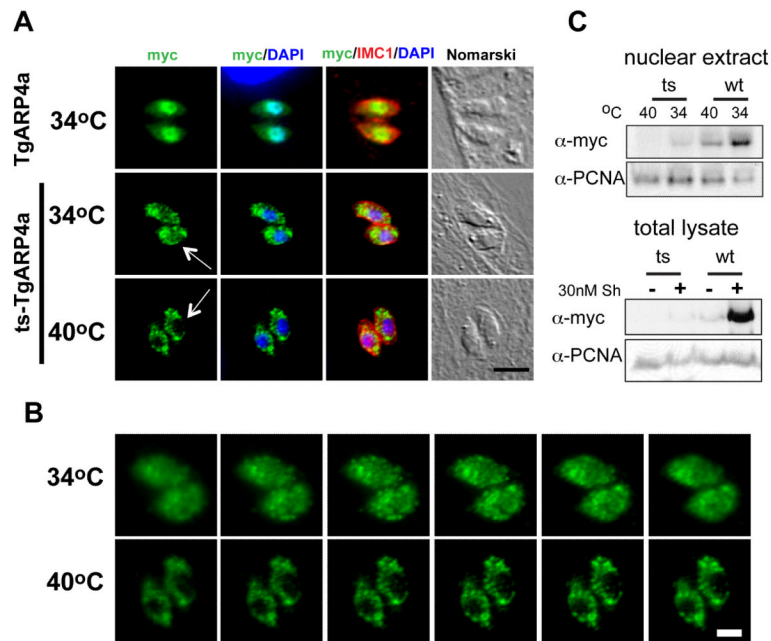 A
myc
myc/DAPI
myc/IMC1/DAPI
Nomarski
TgARP4a
34°C
ts-TgARP4a
34°C
40°C
C
nuclear extract
ts
wt
°C
40
34
40
34
α-myc
α-PCNA
total lysate
ts
wt
30nM Sh
-
+
-
+
α-myc
α-PCNA
B
34°C
40°C